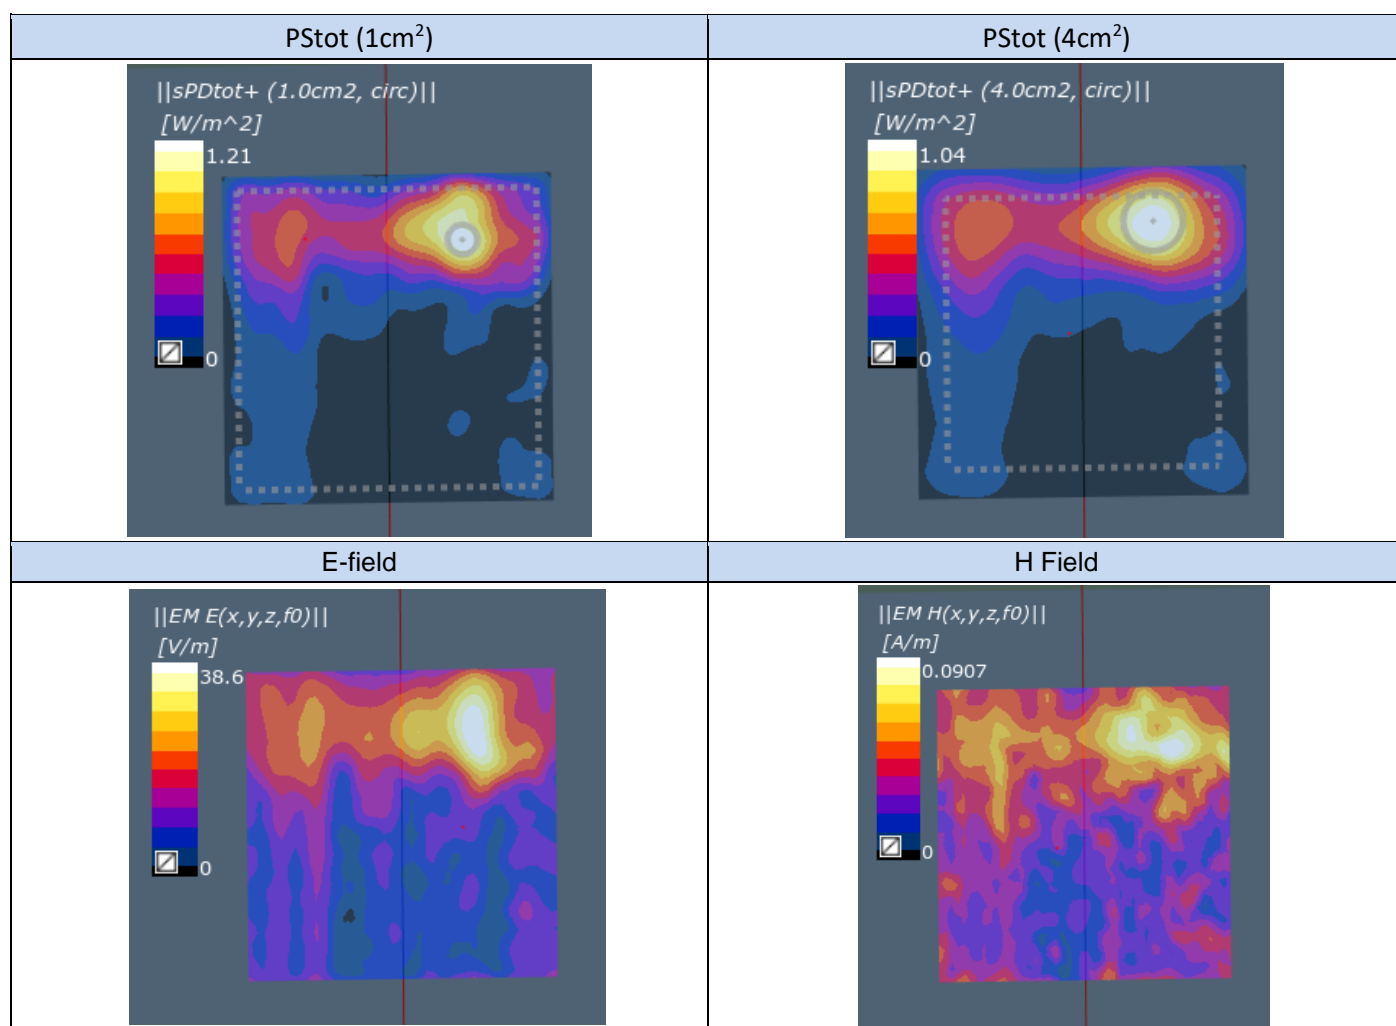 PStot (1cm²)
PStot (4cm²)
||sPDtot+ (1.0cm2, circ)||
[W/m^2]
1.21
0
||sPDtot+ (4.0cm2, circ)||
[W/m^2]
1.04
0
E-field
H Field
||EM E(x,y,z,f0)||
[V/m]
38.6
0
||EM H(x,y,z,f0)||
[A/m]
0.0907
0